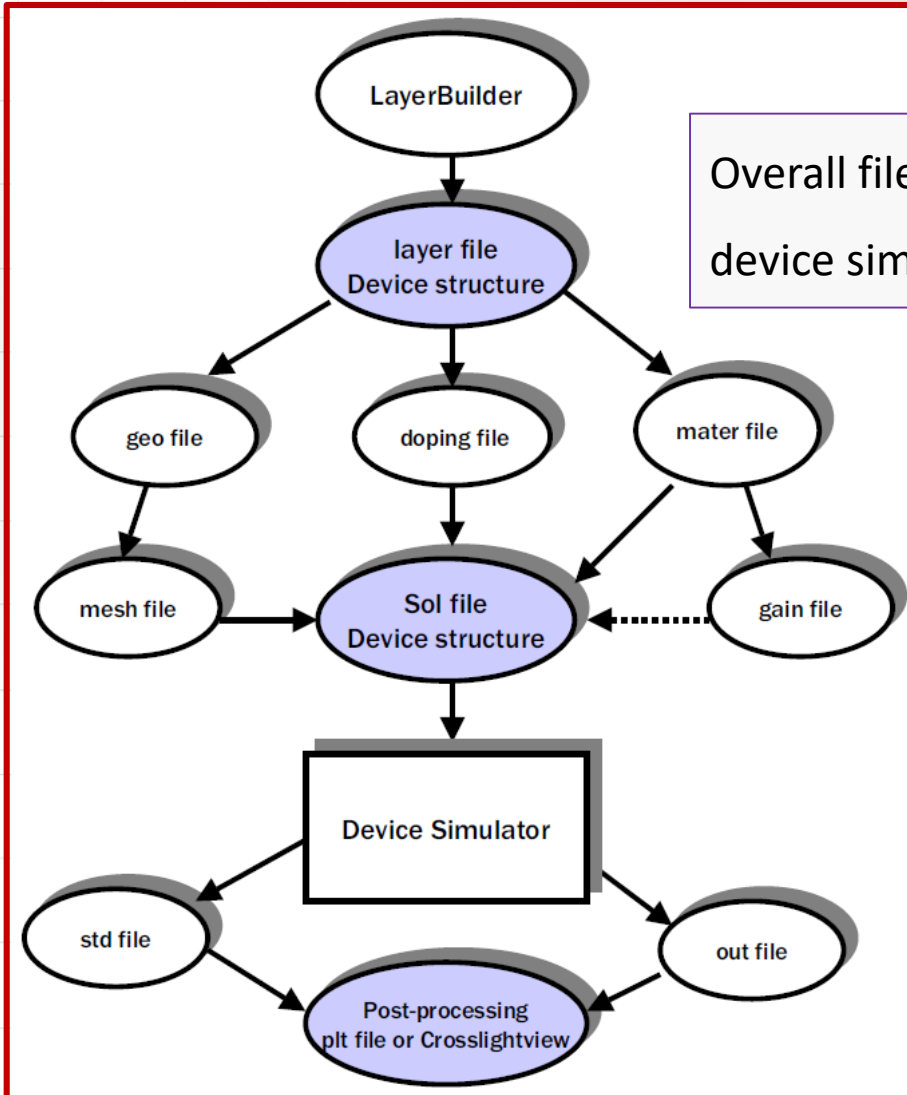 LayerBuilder
Overall file
device sim
layer file
Device structure
geo file
doping file
mater file
mesh file
Sol file
Device structure
gain file
Device Simulator
std file
out file
Post-processing
plt file or Crosslightview